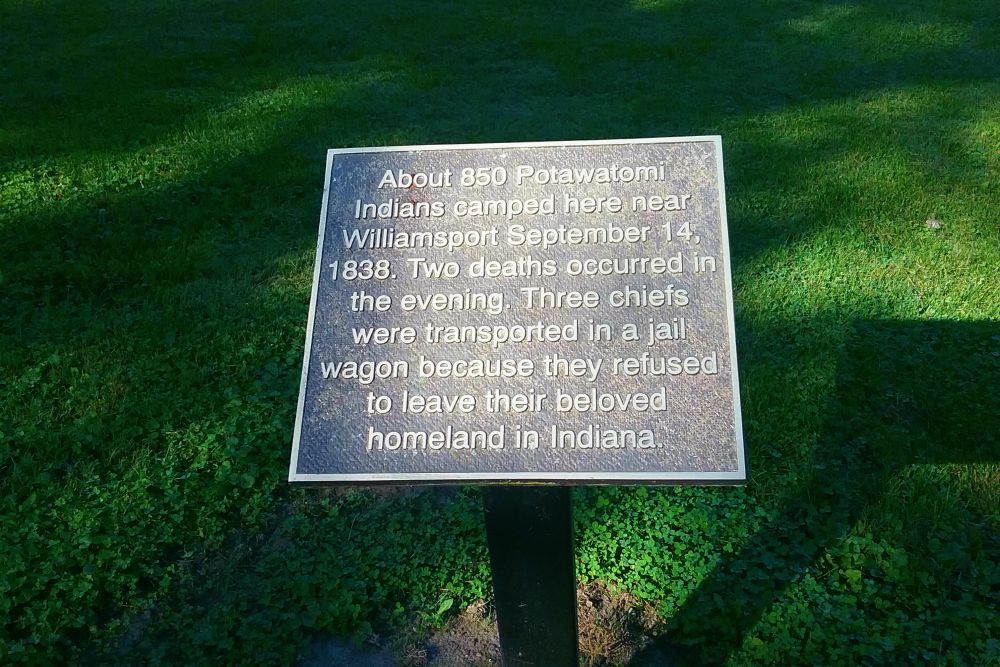 About 850 Potawatomi
Indians camped here near
Williamsport September 14,
1838. Two deaths occurred in
the evening. Three chiefs
were transported in a jail
wagon because they refused
to leave their beloved
homeland in Indiana.